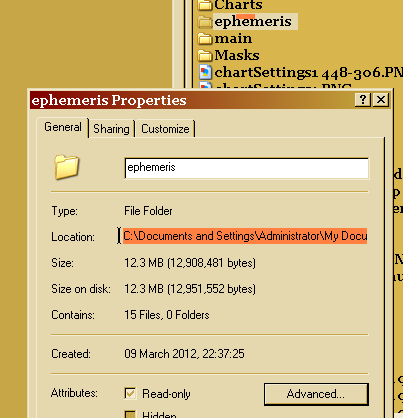 Charts
ephemeris
main
Masks
chartSettings1 448-306.PN
ephemeris Properties
General Sharing Customize
ephemeris
Type: File Folder
Location: C:\Documents and Settings\Administrator\My Docu
Size: 12.3 MB (12,908,481 bytes)
Size on disk: 12.3 MB (12,951,552 bytes)
Contains: 15 Files, 0 Folders
Created: 09 March 2012, 22:37:25
Attributes: Read-only Advanced...
Hidden